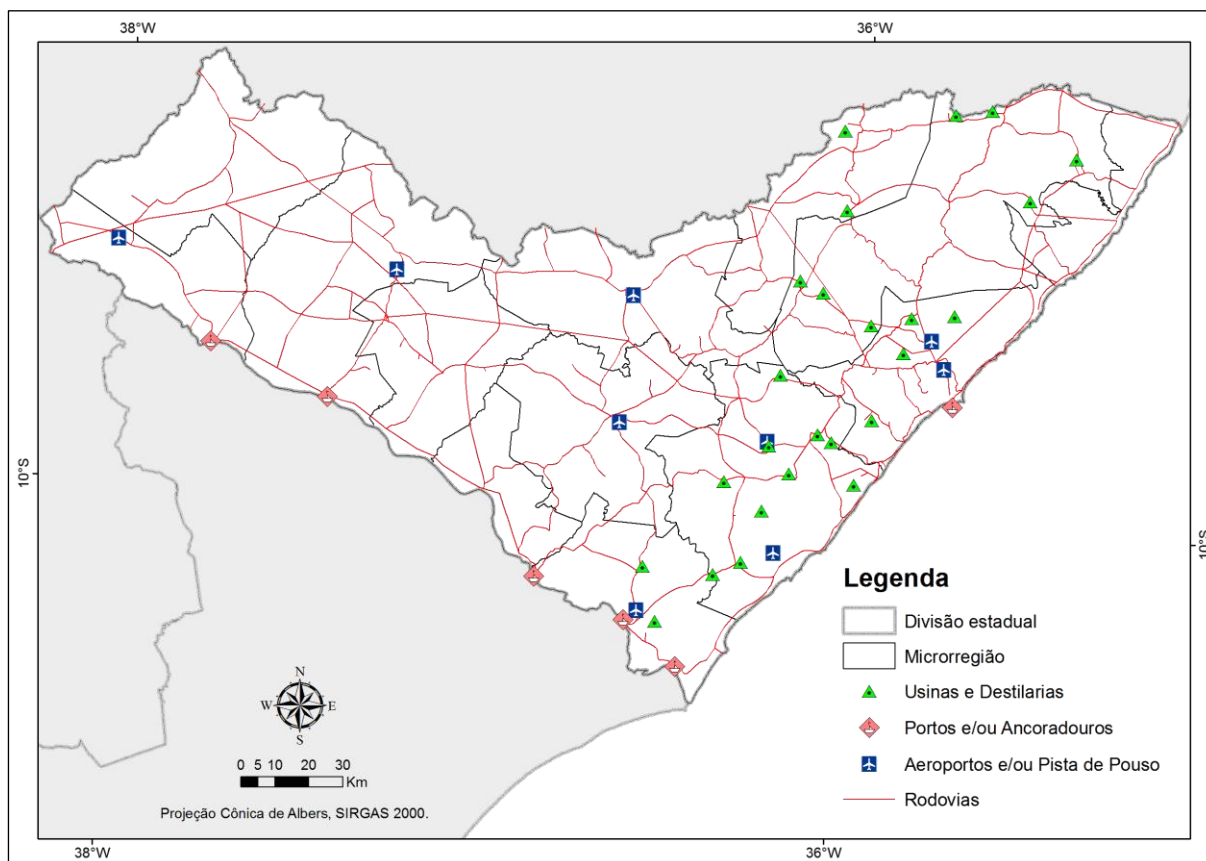 38°W
36°W
10°S
10°S
Legenda
Divisão estadual
Microrregião
Usinas e Destilarias
Portos e/ou Ancoradouros
Aeroportos e/ou Pista de Pouso
Rodovias
N
W
E
S
0 5 10 20 30
Km
Projeção Cônica de Albers, SIRGAS 2000.
38°W
36°W